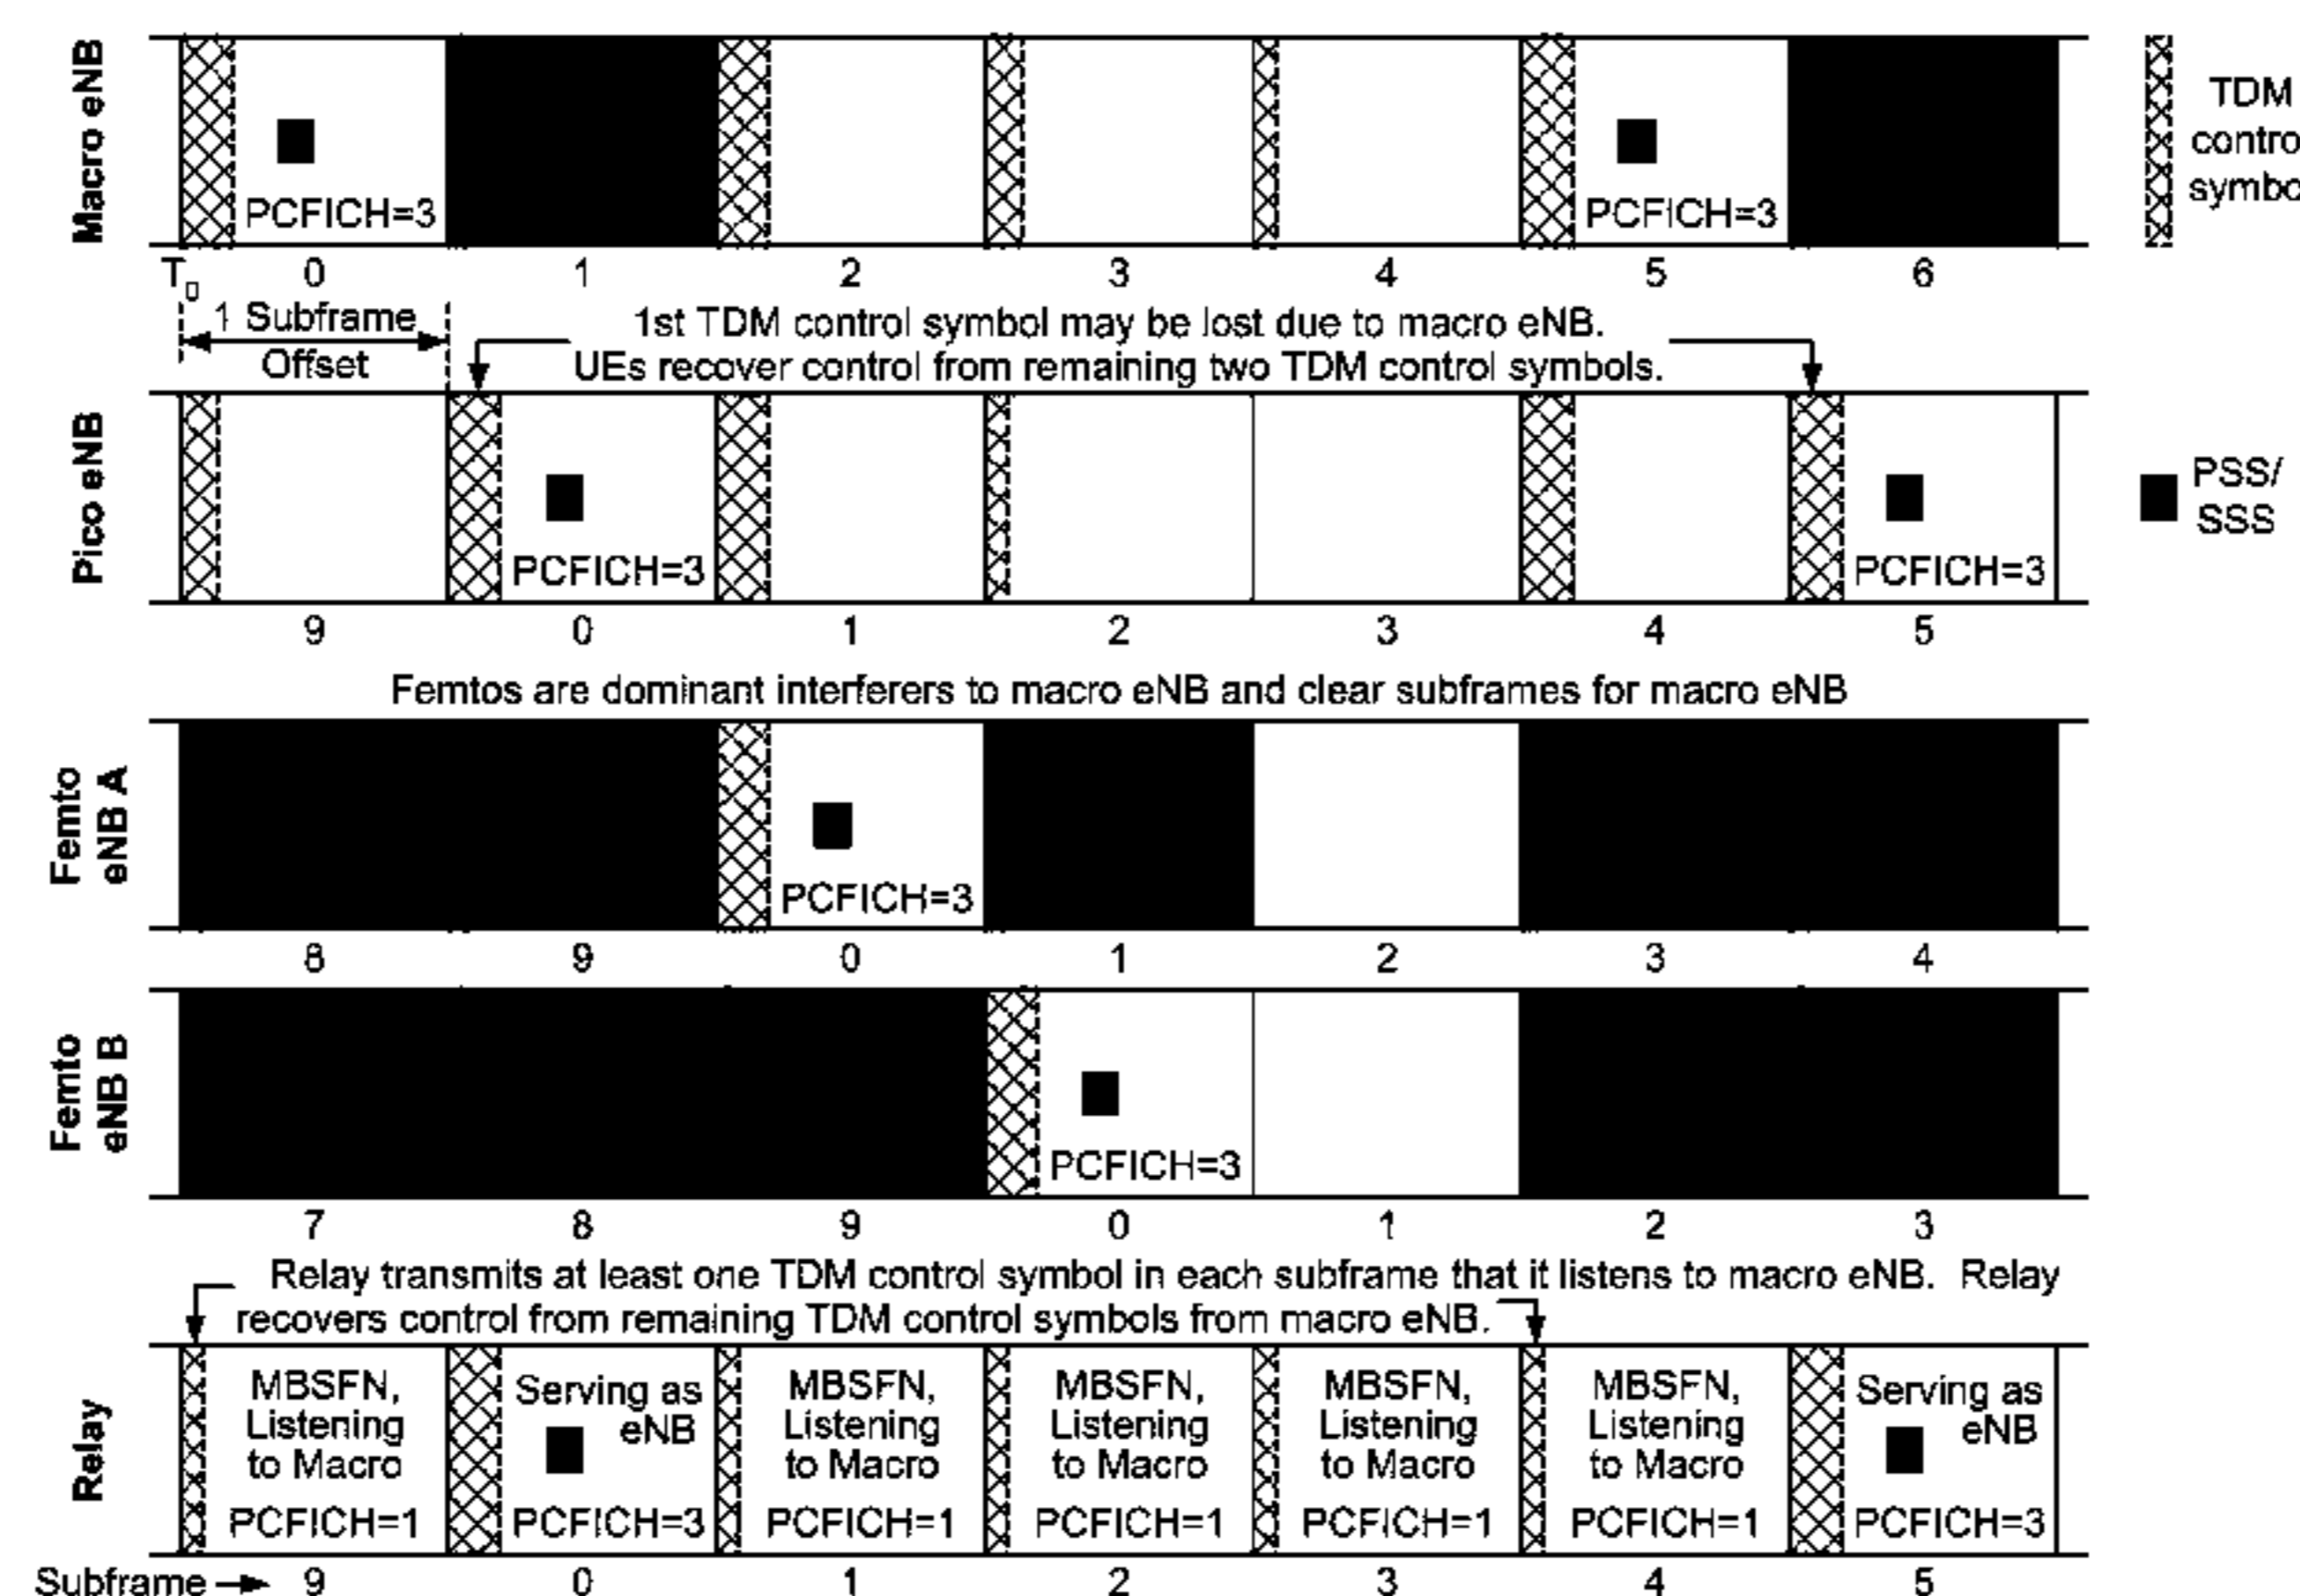 Macro eNB
PCFICH=3
PCFICH=3
TDM
contro
symbo
T0 0 1 2 3 4 5 6
1 Subframe
Offset
1st TDM control symbol may be lost due to macro eNB.
UEs recover control from remaining two TDM control symbols.
Pico eNB
PCFICH=3
PCFICH=3
PSS/
SSS
9 0 1 2 3 4 5
Femtos are dominant interferers to macro eNB and clear subframes for macro eNB
Femto
eNB A
PCFICH=3
8 9 0 1 2 3 4
Femto
eNB B
PCFICH=3
7 8 9 0 1 2 3
Relay transmits at least one TDM control symbol in each subframe that it listens to macro eNB. Relay
recovers control from remaining TDM control symbols from macro eNB.
Relay
MBSFN,
Listening
to Macro
PCFICH=1
Serving as
eNB
PCFICH=3
MBSFN,
Listening
to Macro
PCFICH=1
MBSFN,
Listening
to Macro
PCFICH=1
MBSFN,
Listening
to Macro
PCFICH=1
MBSFN,
Listening
to Macro
PCFICH=1
Serving as
eNB
PCFICH=3
Subframe 9 0 1 2 3 4 5